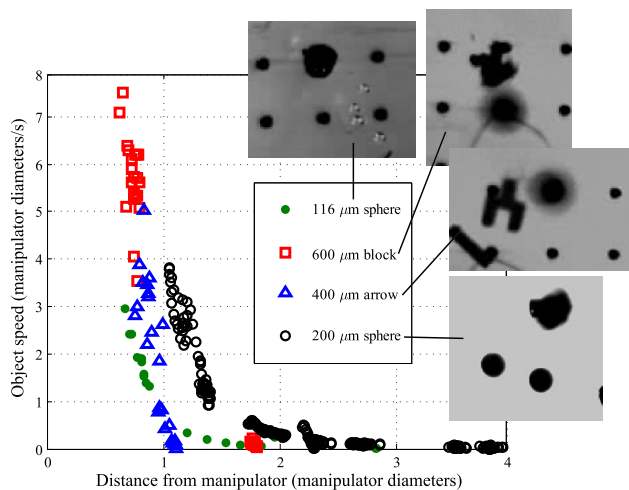 8
7
6
5
4
3
2
1
0
0
1
2
3
4
Object speed (manipulator diameters/s)
Distance from manipulator (manipulator diameters)
116 μm sphere
600 μm block
400 μm arrow
200 μm sphere